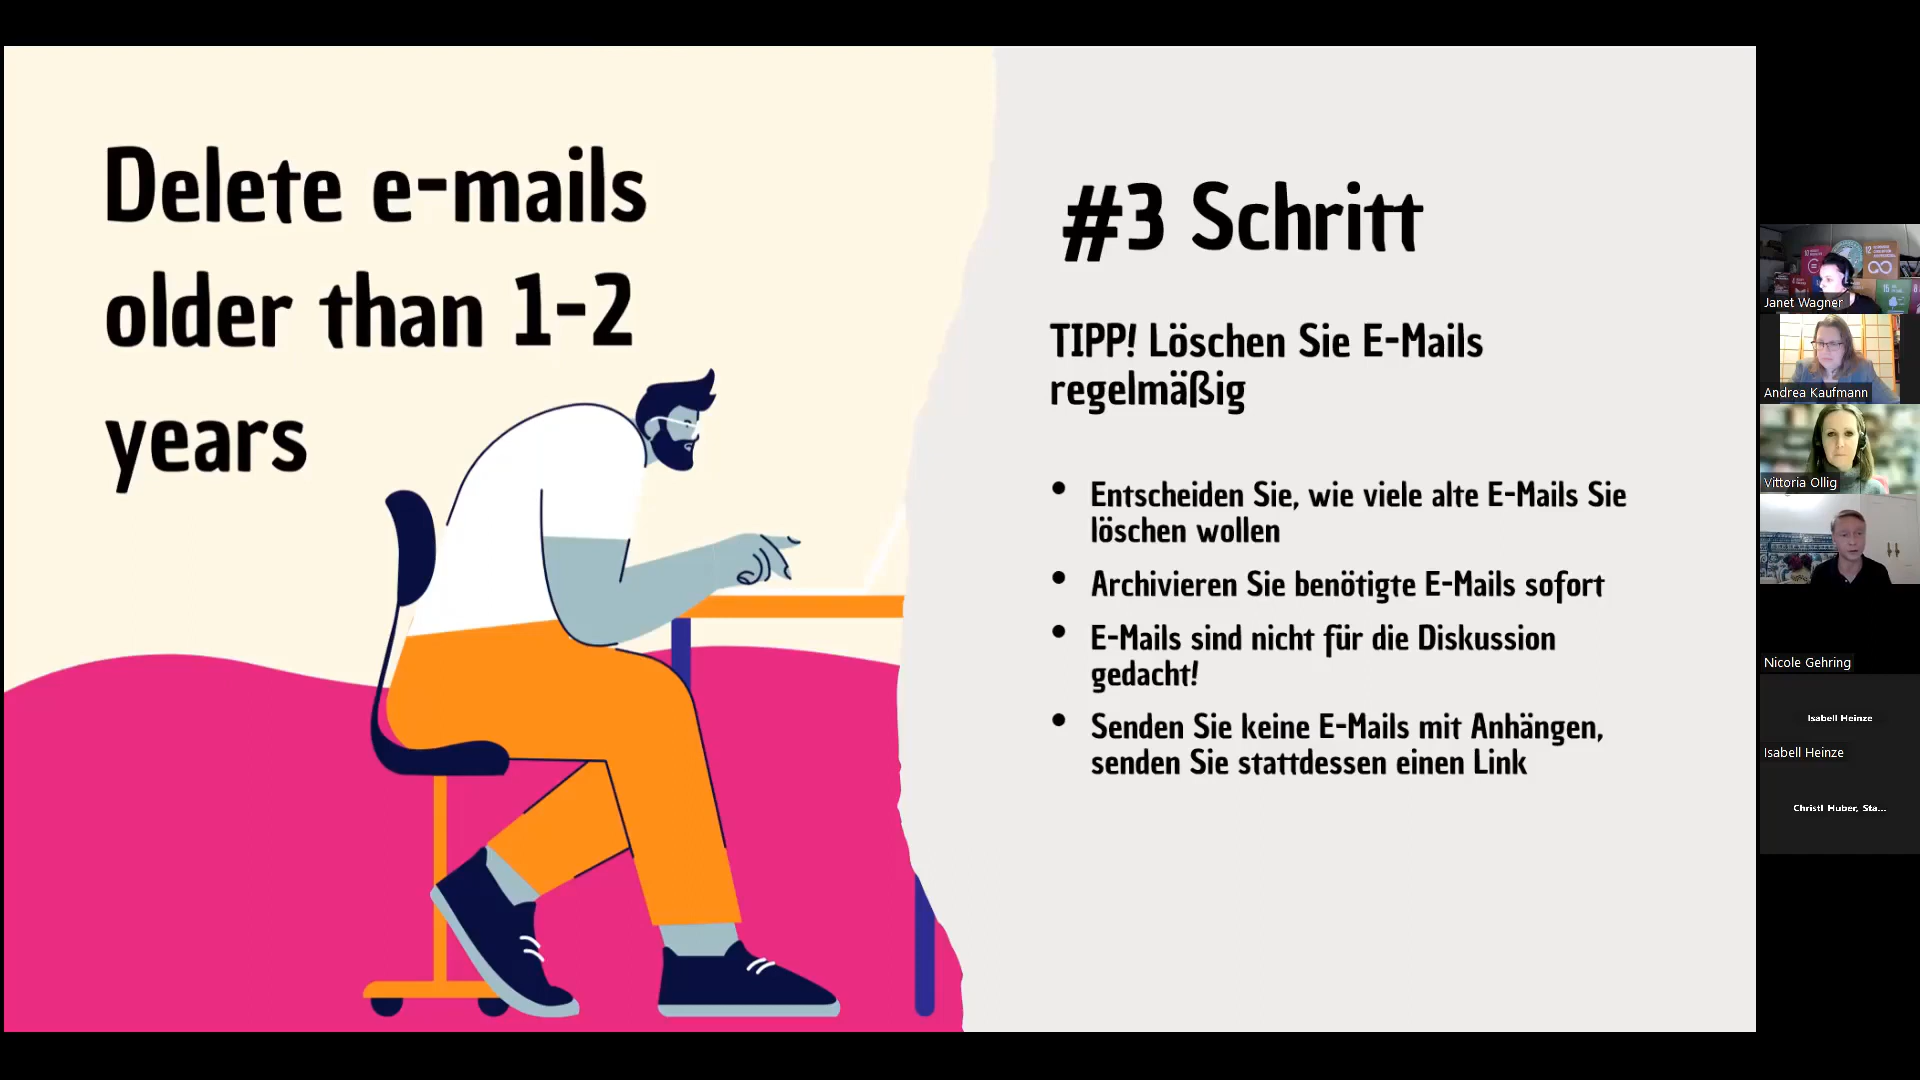 Delete e-mails
older than 1-2
years
#3 Schritt
TIPP! Löschen Sie E-Mails
regelmäßig
• Entscheiden Sie, wie viele alte E-Mails Sie
löschen wollen
• Archivieren Sie benötigte E-Mails sofort
• E-Mails sind nicht für die Diskussion
gedacht!
• Senden Sie keine E-Mails mit Anhängen,
senden Sie stattdessen einen Link
Janet Wagner
Andrea Kaufmann
Vittoria Ollig
Nicole Gehring
Isabell Heinze
Isabell Heinze
Christl Huber, Sta...